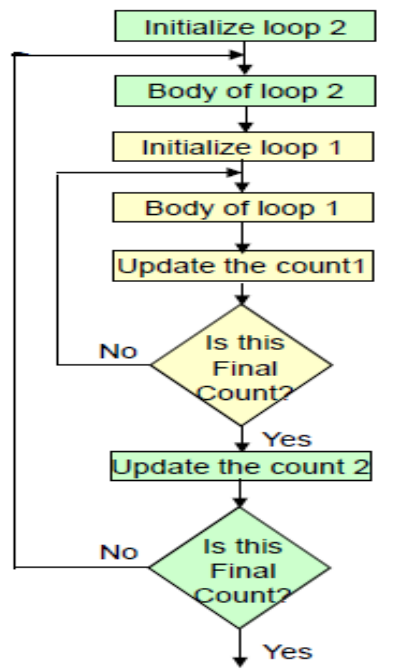 Initialize loop 2
Body of loop 2
Initialize loop 1
Body of loop 1
Update the count1
Is this
Final
Count?
No
Yes
Update the count 2
Is this
Final
Count?
No
Yes